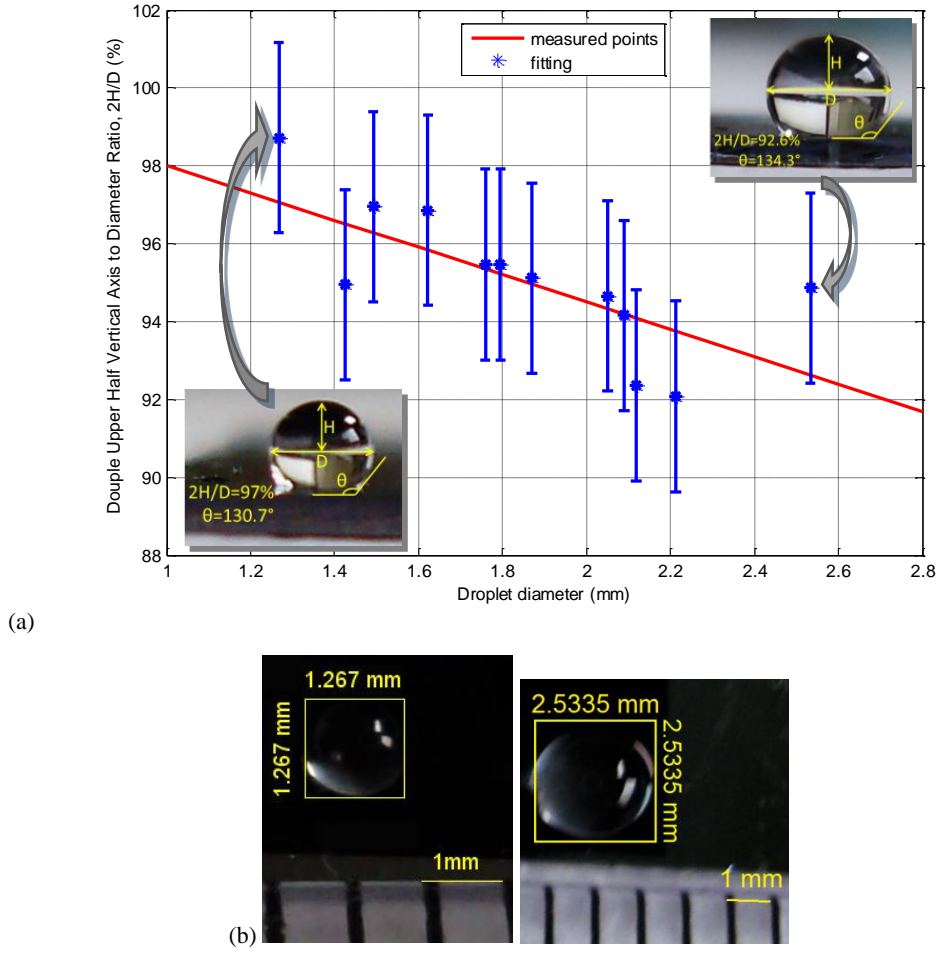 Douple Upper Half Vertical Axis to Diameter Ratio, 2H/D (%)
102
100
98
96
94
92
90
88
measured points
fitting
H
D
θ
2H/D=92.6%
θ=134.3°
H
D
θ
2H/D=97%
θ=130.7°
1 1.2 1.4 1.6 1.8 2 2.2 2.4 2.6 2.8
Droplet diameter (mm)
(a)
1.267 mm
1.267 mm
1mm
2.5335 mm
2.5335 mm
1 mm
(b)